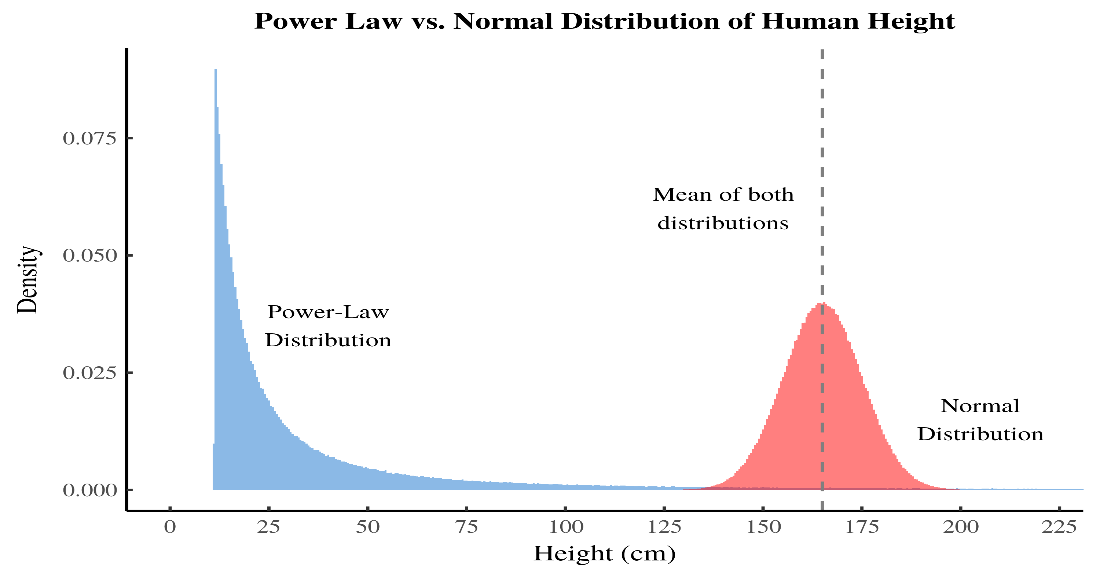 Power Law vs. Normal Distribution of Human Height
Density
0.075
0.050
0.025
0.000
Mean of both
distributions
Power-Law
Distribution
Normal
Distribution
0 25 50 75 100 125 150 175 200 225
Height (cm)